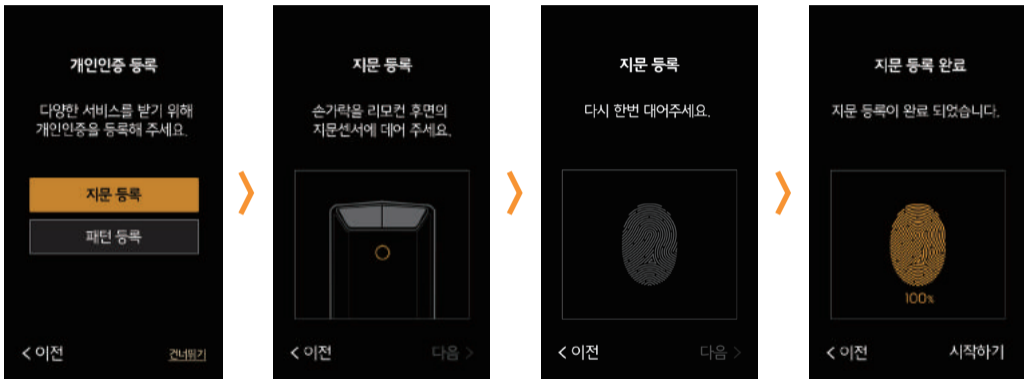 개인인증 등록
다양한 서비스를 받기 위해
개인인증을 등록해 주세요.
지문 등록
패턴 등록
< 이전
건너뛰기
지문 등록
손가락을 리모컨 후면의
지문센서에 데어 주세요.
< 이전
다음 >
지문 등록
다시 한번 대어주세요.
< 이전
다음 >
지문 등록 완료
지문 등록이 완료 되었습니다.
100%
< 이전
시작하기